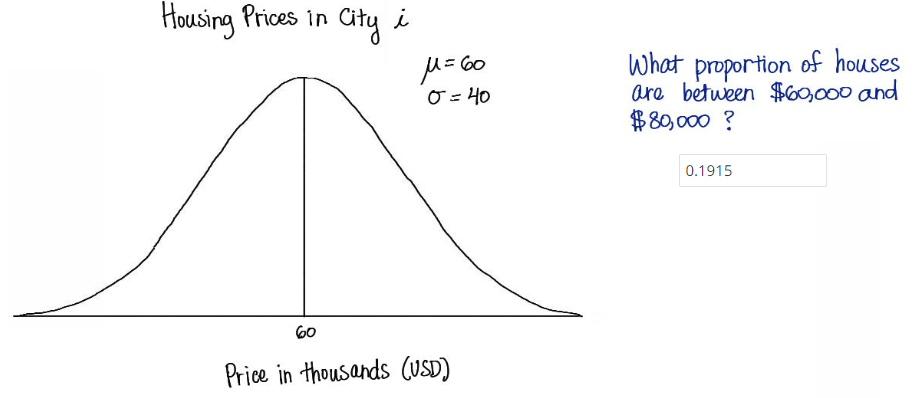 Housing Prices in City i
μ = 60
σ = 40
What proportion of houses
are between $60,000 and
$80,000 ?
0.1915
60
Price in thousands (USD)